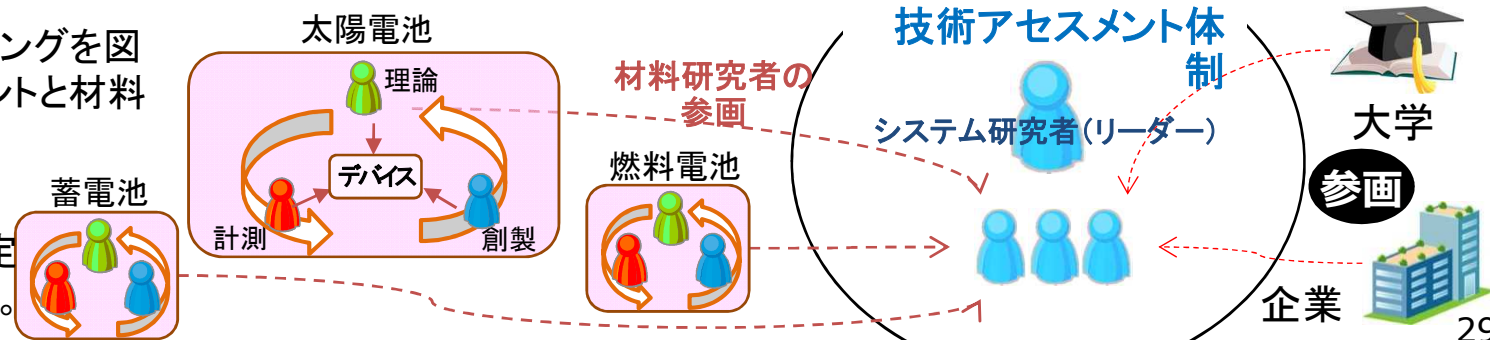 ングを図
ントと材料
定
。
太陽電池
理論
デバイス
計測
創製
蓄電池
材料研究者の
参画
燃料電池
技術アセスメント体
制
システム研究者(リーダー)
大学
参画
企業
29